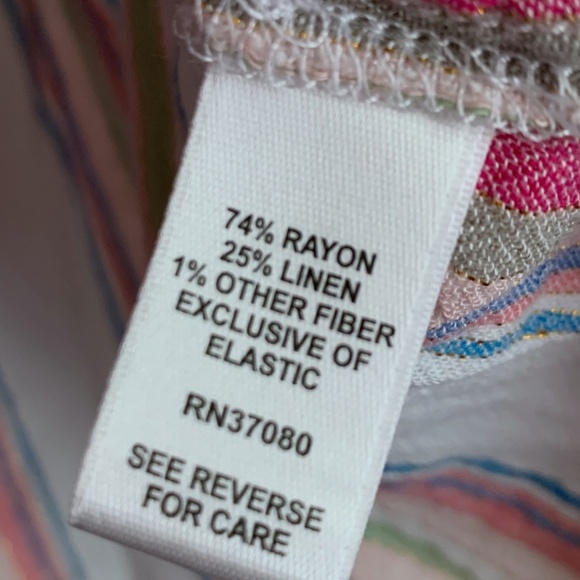 74% RAYON
25% LINEN
1% OTHER FIBER
EXCLUSIVE OF
ELASTIC
RN37080
SEE REVERSE
FOR CARE